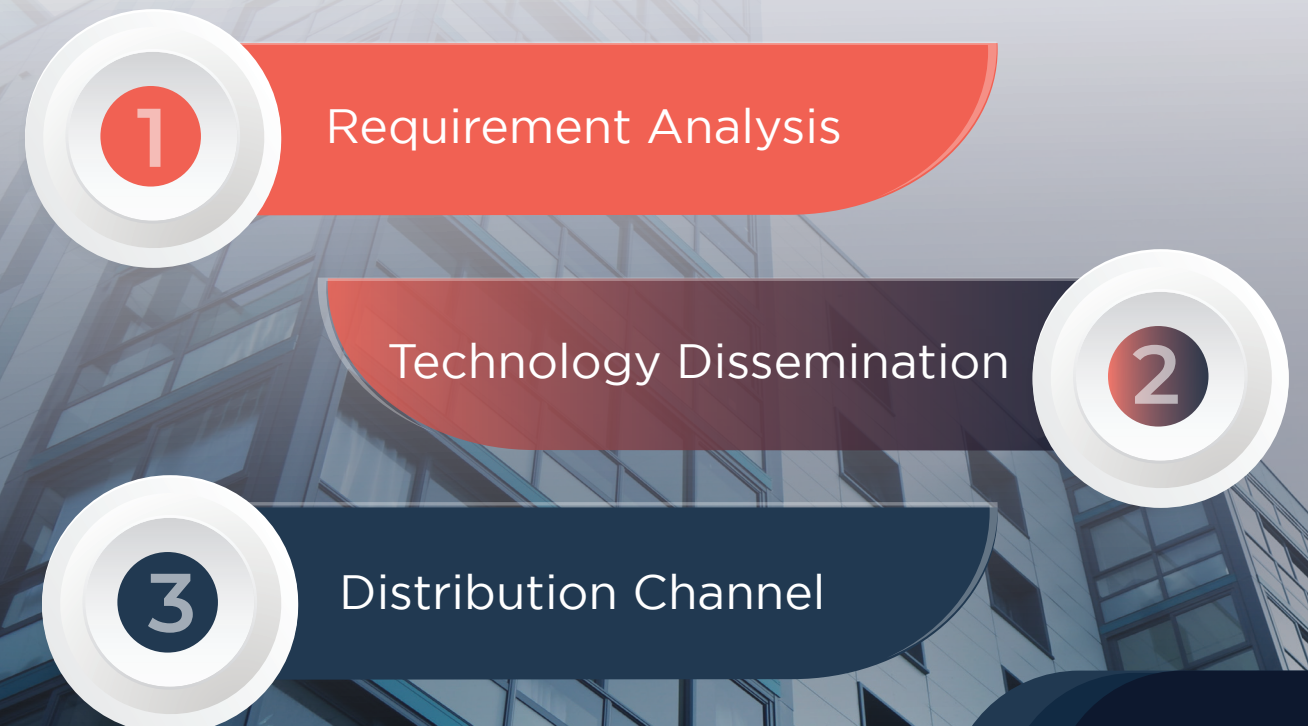 1
Requirement Analysis
Technology Dissemination
2
3
Distribution Channel